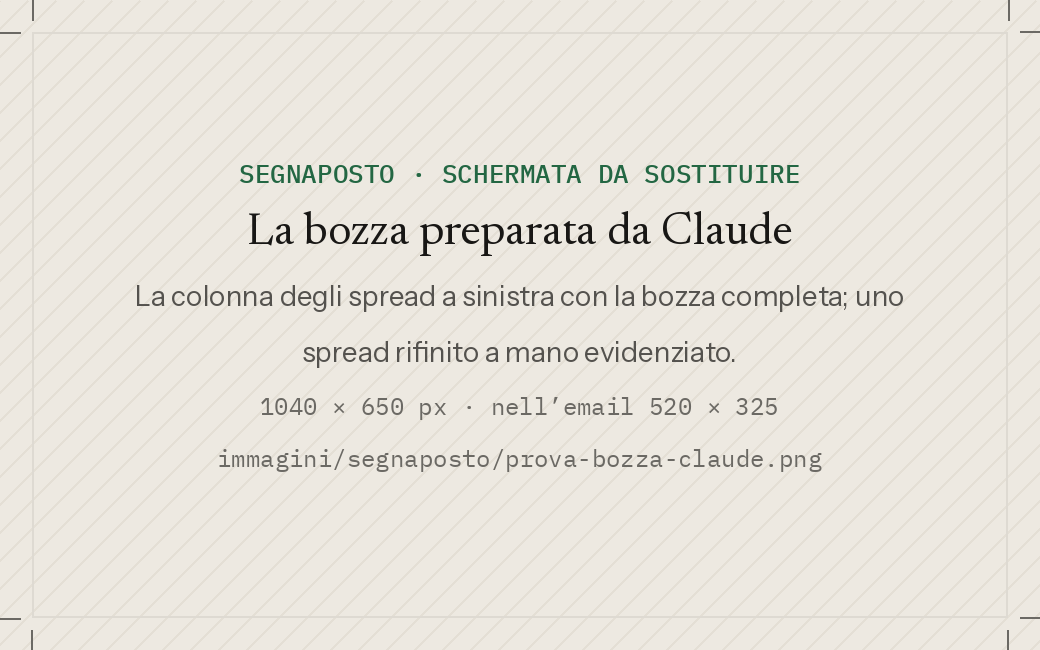 SEGNAPOSTO · SCHERMATA DA SOSTITUIRE
La bozza preparata da Claude
La colonna degli spread a sinistra con la bozza completa; uno
spread rifinito a mano evidenziato.
1040 × 650 px · nell’email 520 × 325
immagini/segnaposto/prova-bozza-claude.png